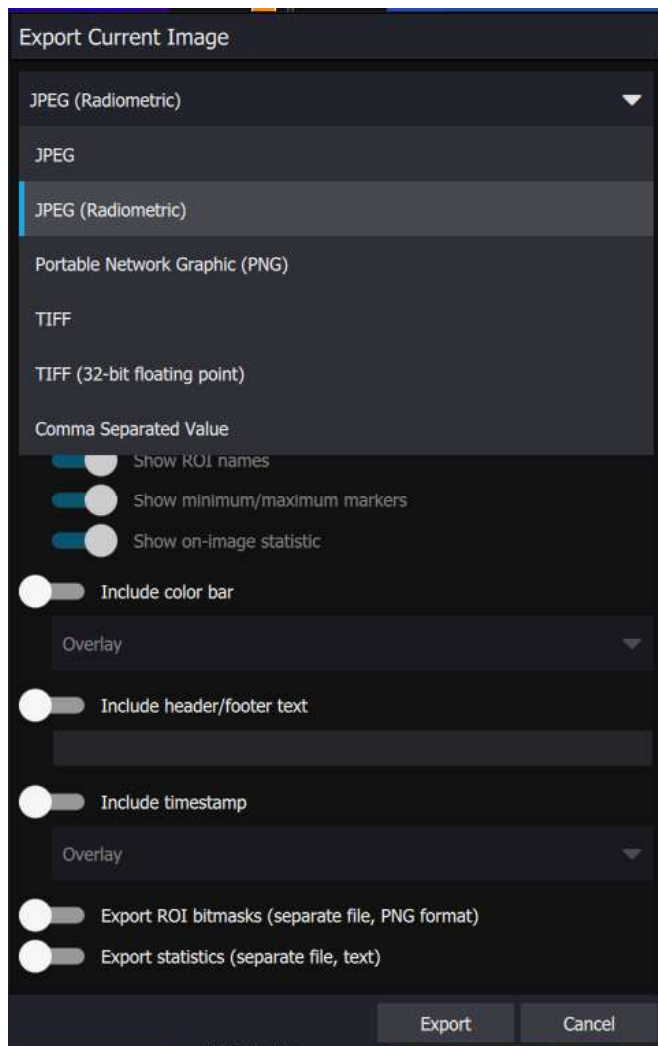 Export Current Image
JPEG (Radiometric)
JPEG
JPEG (Radiometric)
Portable Network Graphic (PNG)
TIFF
TIFF (32-bit floating point)
Comma Separated Value
Show ROI names
Show minimum/maximum markers
Show on-image statistic
Include color bar
Overlay
Include header/footer text
Include timestamp
Overlay
Export ROI bitmasks (separate file, PNG format)
Export statistics (separate file, text)
Export Cancel